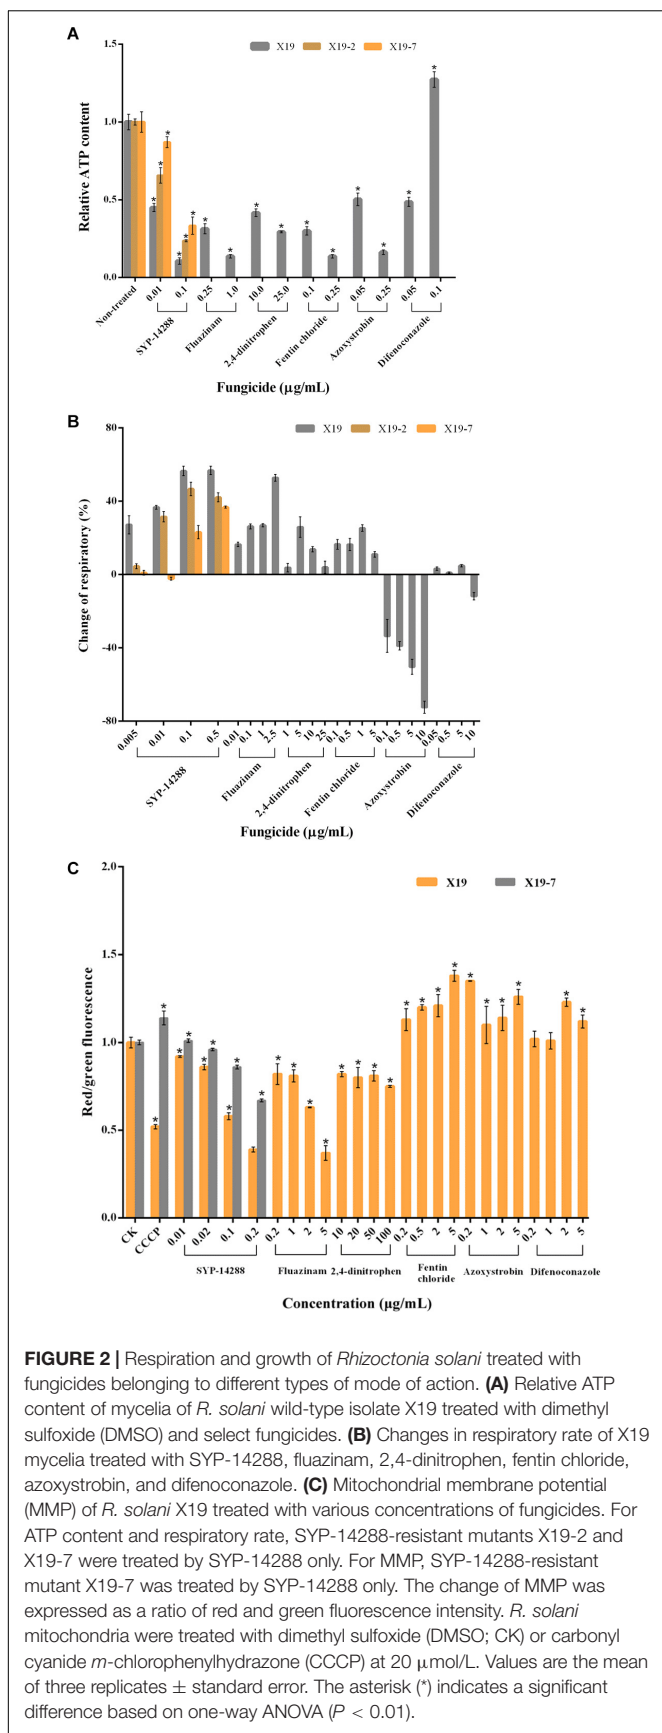 A
X19 X19-2 X19-7
1.5
1.0
0.5
0.0
Relative ATP content
* * * * * * * * * * * * * * * *
Non-treated 0.01 0.1 0.25 1.0 10.0 25.0 0.1 0.25 0.05 0.25 0.05 0.1
SYP-14288 Fluazinam 2,4-dinitrophen Fentin chloride Azoxystrobin Difenoconazole
Fungicide (μg/mL)
B
X19 X19-2 X19-7
80
40
0
-40
-80
Change of respiratory (%)
0.005 0.01 0.1 0.5 0.01 0.1 1 2.5 1 5 10 25 0.1 0.5 1 5 0.1 0.5 5 10 0.05 0.5 5 10
SYP-14288 Fluazinam 2,4-dinitrophen Fentin chloride Azoxystrobin Difenoconazole
Fungicide (μg/mL)
C
X19 X19-7
2.0
1.5
1.0
0.5
0.0
Red/green fluorescence
* * * * * * * * * * * * * * * * * * * * * * * * * * *
CK CCCP 0.01 0.02 0.1 0.2 0.2 1 2 5 10 20 50 100 0.2 0.5 2 5 0.2 1 2 5 0.2 1 2 5
SYP-14288 Fluazinam 2,4-dinitrophen Fentin chloride Azoxystrobin Difenoconazole
Concentration (μg/mL)
FIGURE 2 | Respiration and growth of Rhizoctonia solani treated with
fungicides belonging to different types of mode of action. (A) Relative ATP
content of mycelia of R. solani wild-type isolate X19 treated with dimethyl
sulfoxide (DMSO) and select fungicides. (B) Changes in respiratory rate of X19
mycelia treated with SYP-14288, fluazinam, 2,4-dinitrophen, fentin chloride,
azoxystrobin, and difenoconazole. (C) Mitochondrial membrane potential
(MMP) of R. solani X19 treated with various concentrations of fungicides. For
ATP content and respiratory rate, SYP-14288-resistant mutants X19-2 and
X19-7 were treated by SYP-14288 only. For MMP, SYP-14288-resistant
mutant X19-7 was treated by SYP-14288 only. The change of MMP was
expressed as a ratio of red and green fluorescence intensity. R. solani
mitochondria were treated with dimethyl sulfoxide (DMSO; CK) or carbonyl
cyanide m-chlorophenylhydrazone (CCCP) at 20 μmol/L. Values are the mean
of three replicates ± standard error. The asterisk (*) indicates a significant
difference based on one-way ANOVA (P < 0.01).